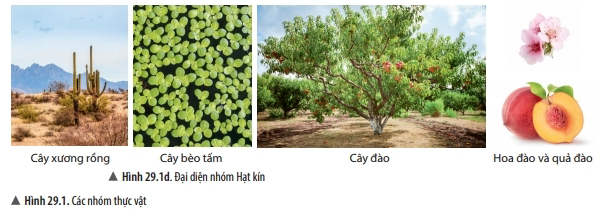 Cây xương rồng Cây bèo tấm Cây đào Hoa đào và quả đào
▲ Hình 29.1d. Đại diện nhóm Hạt kín
▲ Hình 29.1. Các nhóm thực vật